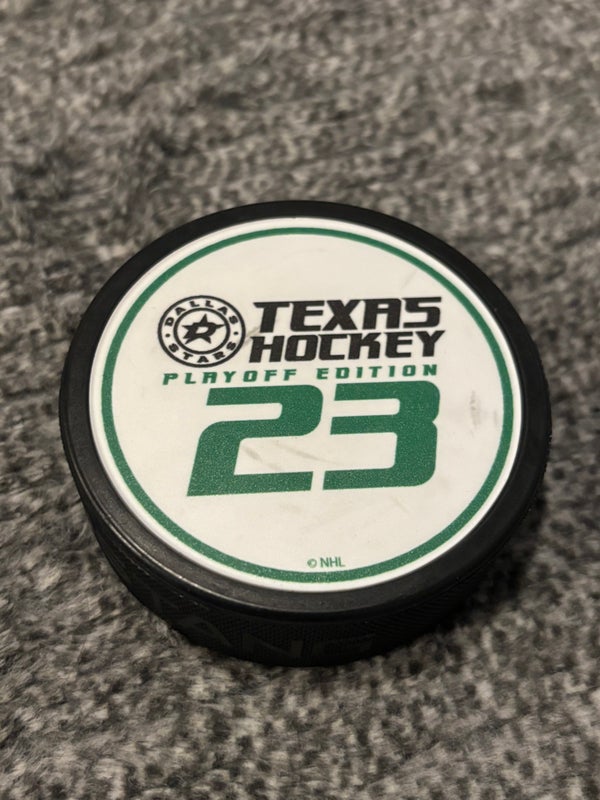 DALLAS STARS
TEXAS
HOCKEY
PLAYOFF EDITION
23
© NHL